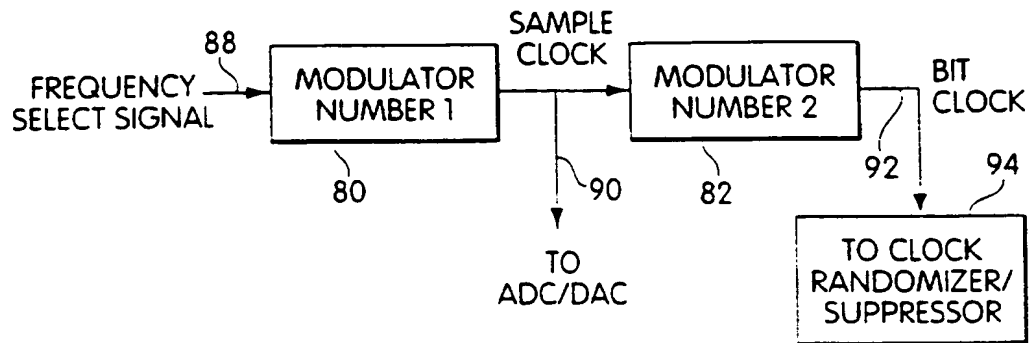 88
FREQUENCY
SELECT SIGNAL
MODULATOR
NUMBER 1
80
SAMPLE
CLOCK
90
TO
ADC/DAC
MODULATOR
NUMBER 2
82
BIT
CLOCK
92
94
TO CLOCK
RANDOMIZER/
SUPPRESSOR